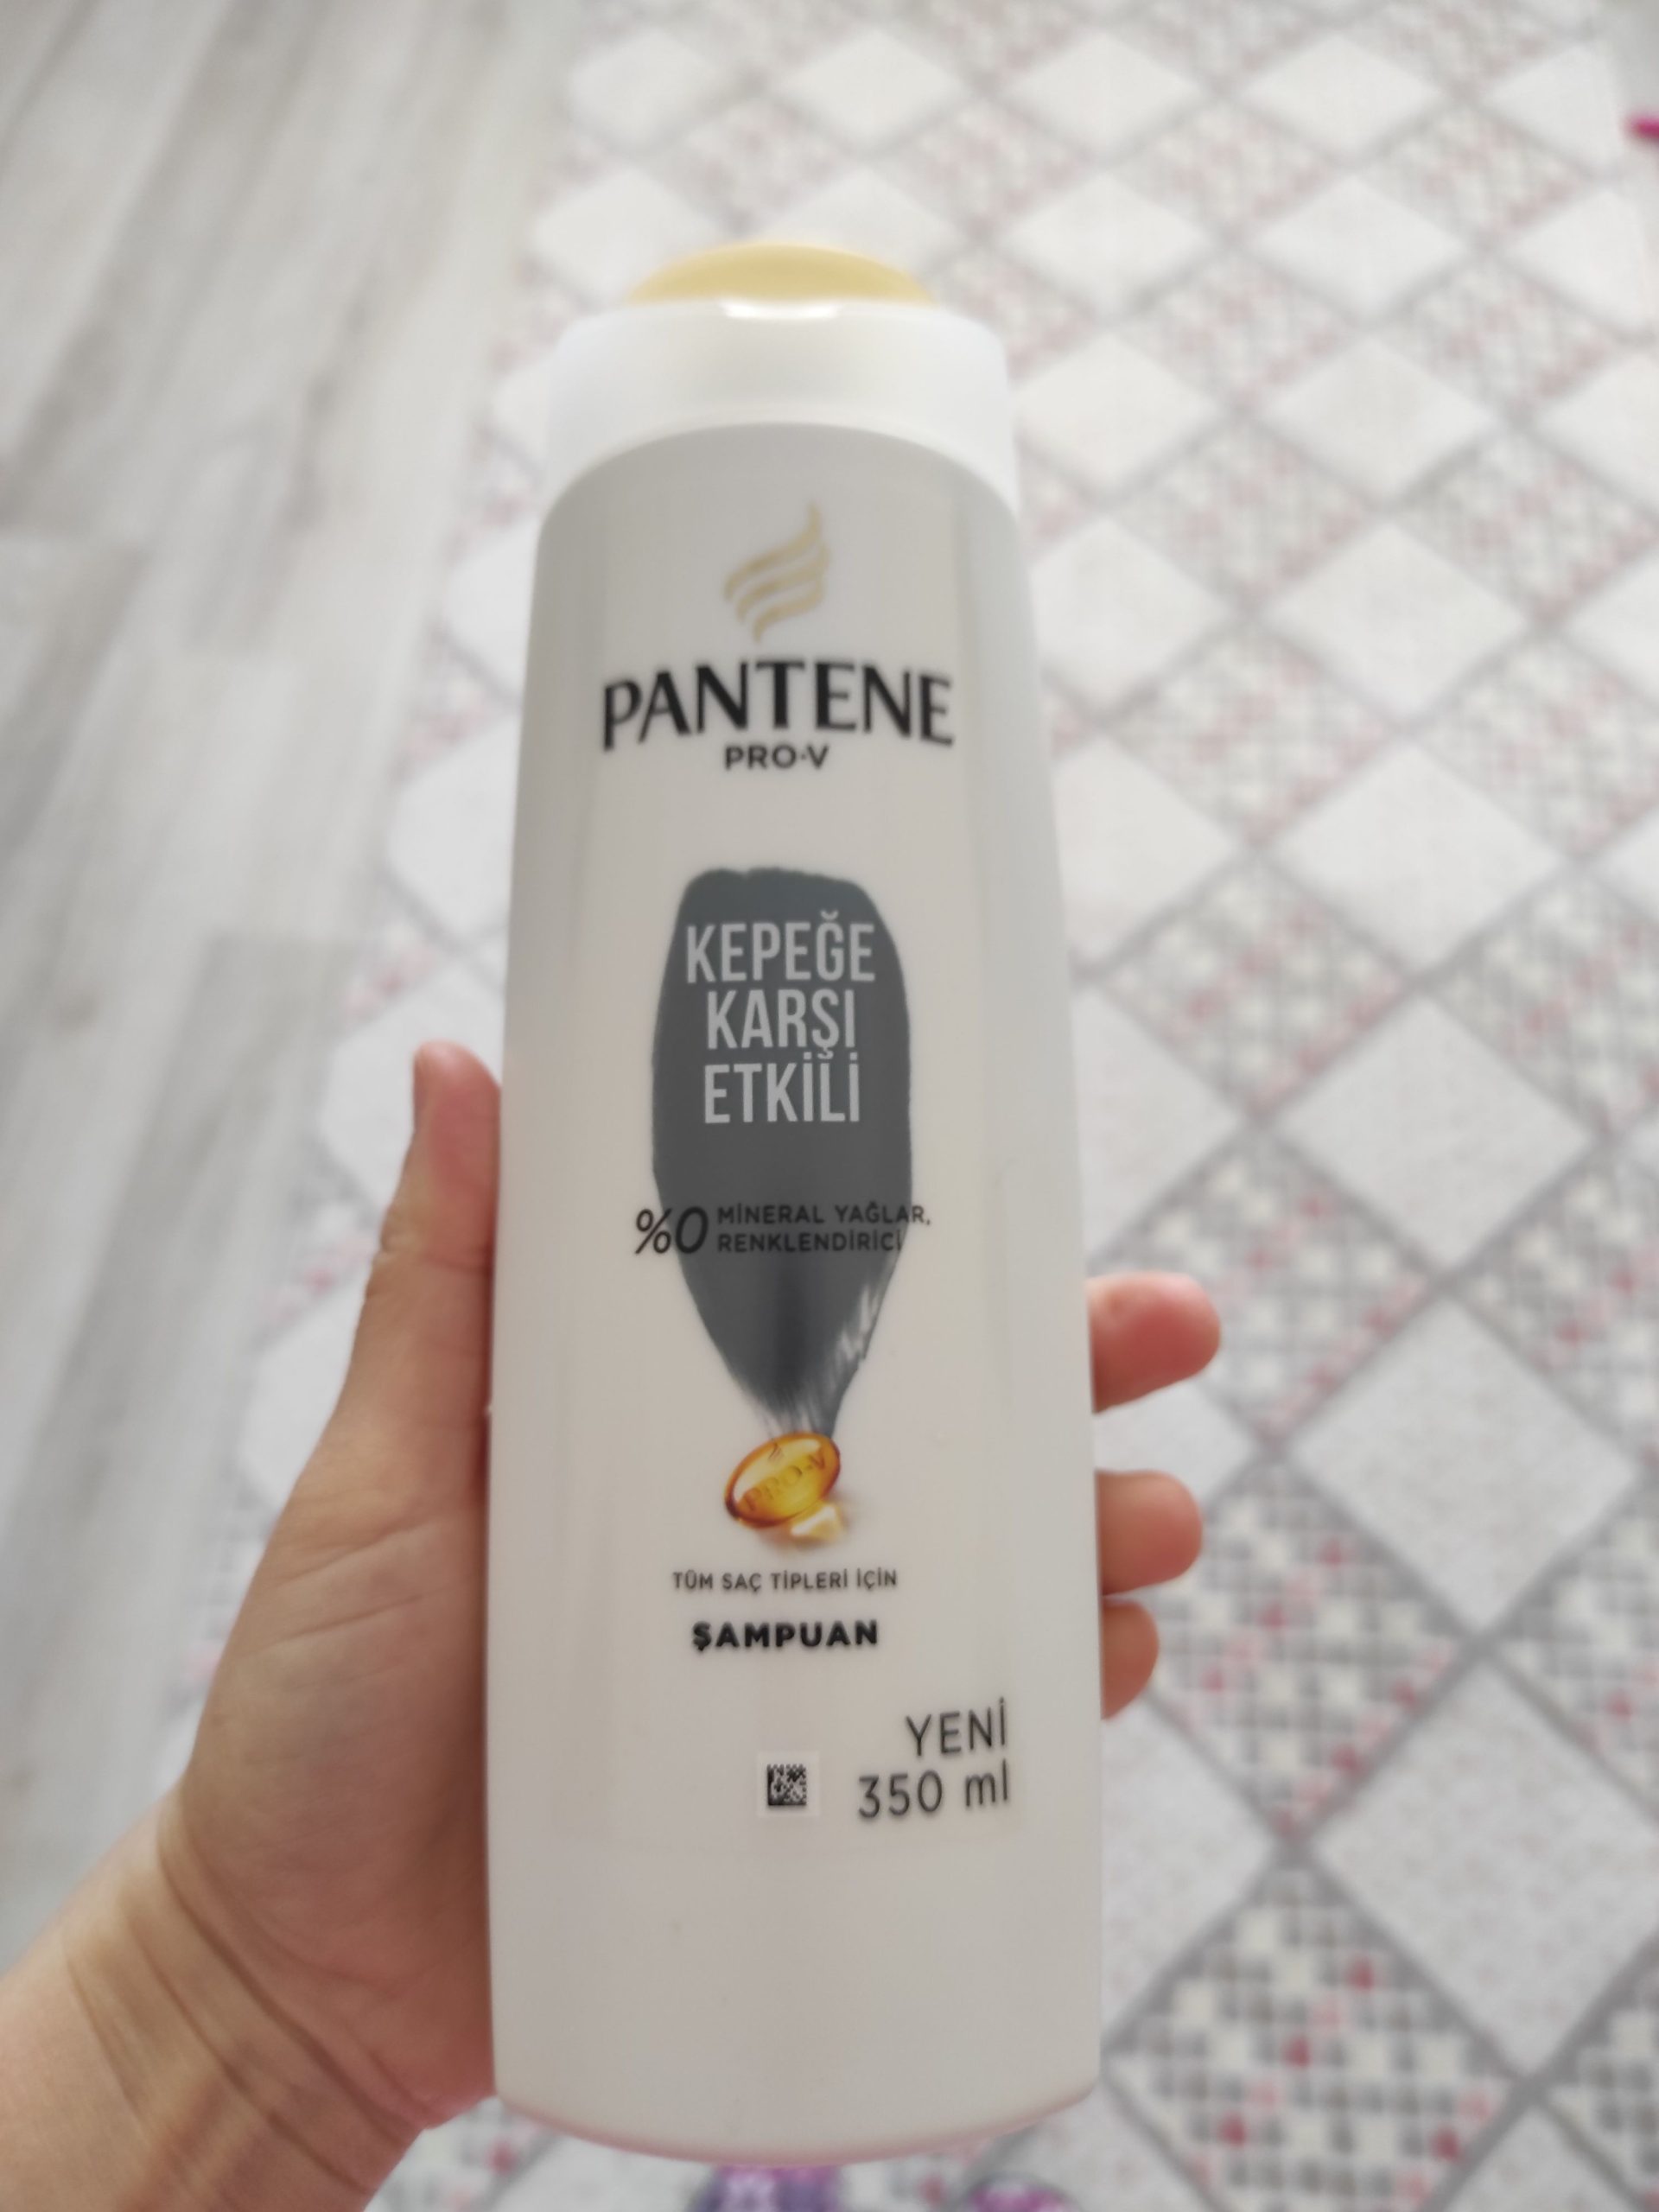 PANTENE
PRO-V
KEPEĞE
KARŞI
ETKİLİ
%0 MİNERAL YAĞLAR,
RENKLENDİRİCİ
PRO-V
TÜM SAÇ TİPLERİ İÇİN
ŞAMPUAN
YENİ
350 ml